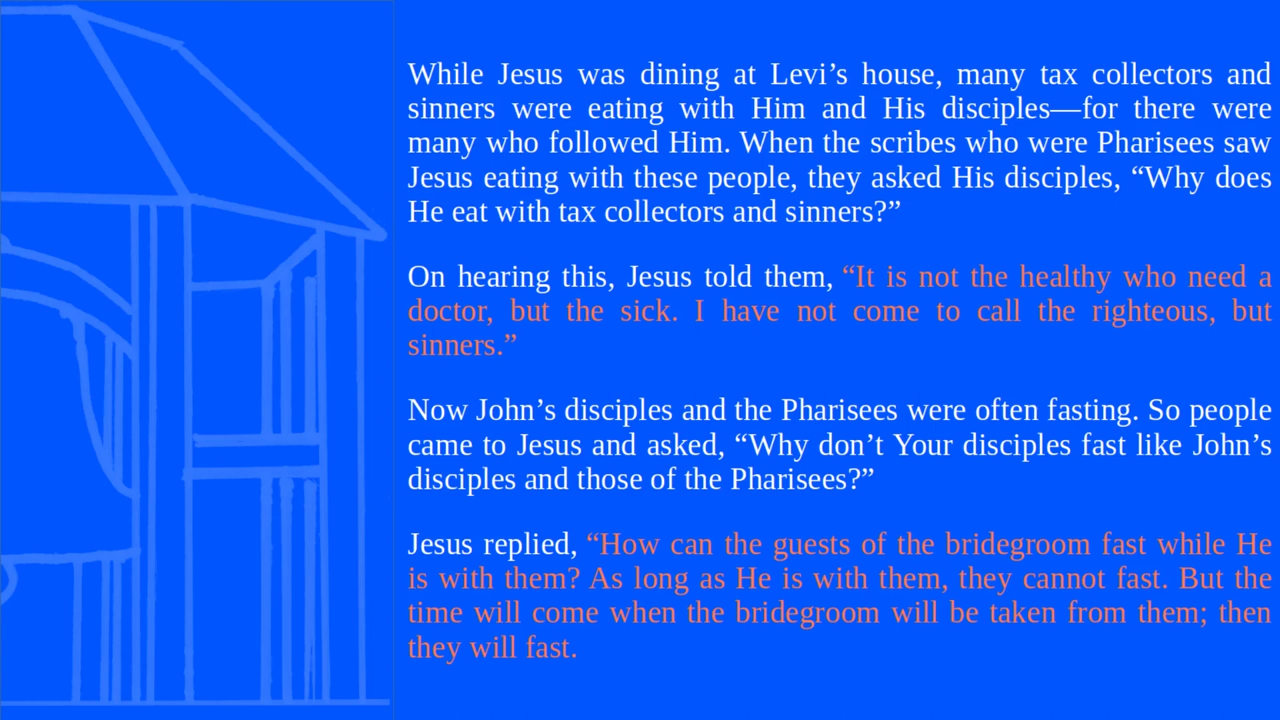 While Jesus was dining at Levi’s house, many tax collectors and
sinners were eating with Him and His disciples—for there were
many who followed Him. When the scribes who were Pharisees saw
Jesus eating with these people, they asked His disciples, “Why does
He eat with tax collectors and sinners?”
On hearing this, Jesus told them, “It is not the healthy who need a
doctor, but the sick. I have not come to call the righteous, but
sinners.”
Now John’s disciples and the Pharisees were often fasting. So people
came to Jesus and asked, “Why don’t Your disciples fast like John’s
disciples and those of the Pharisees?”
Jesus replied, “How can the guests of the bridegroom fast while He
is with them? As long as He is with them, they cannot fast. But the
time will come when the bridegroom will be taken from them; then
they will fast.